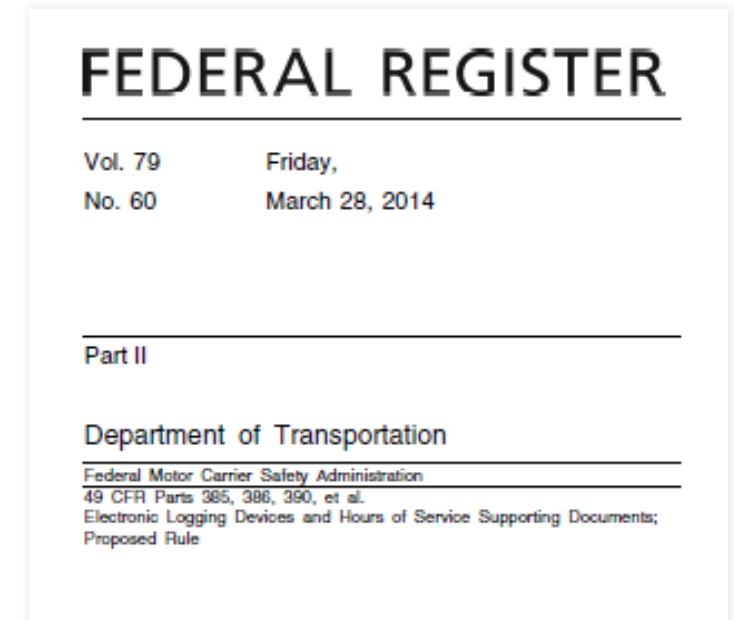 FEDERAL REGISTER
Vol. 79 Friday,
No. 60 March 28, 2014
Part II
Department of Transportation
Federal Motor Carrier Safety Administration
49 CFR Parts 385, 386, 390, et al.
Electronic Logging Devices and Hours of Service Supporting Documents;
Proposed Rule